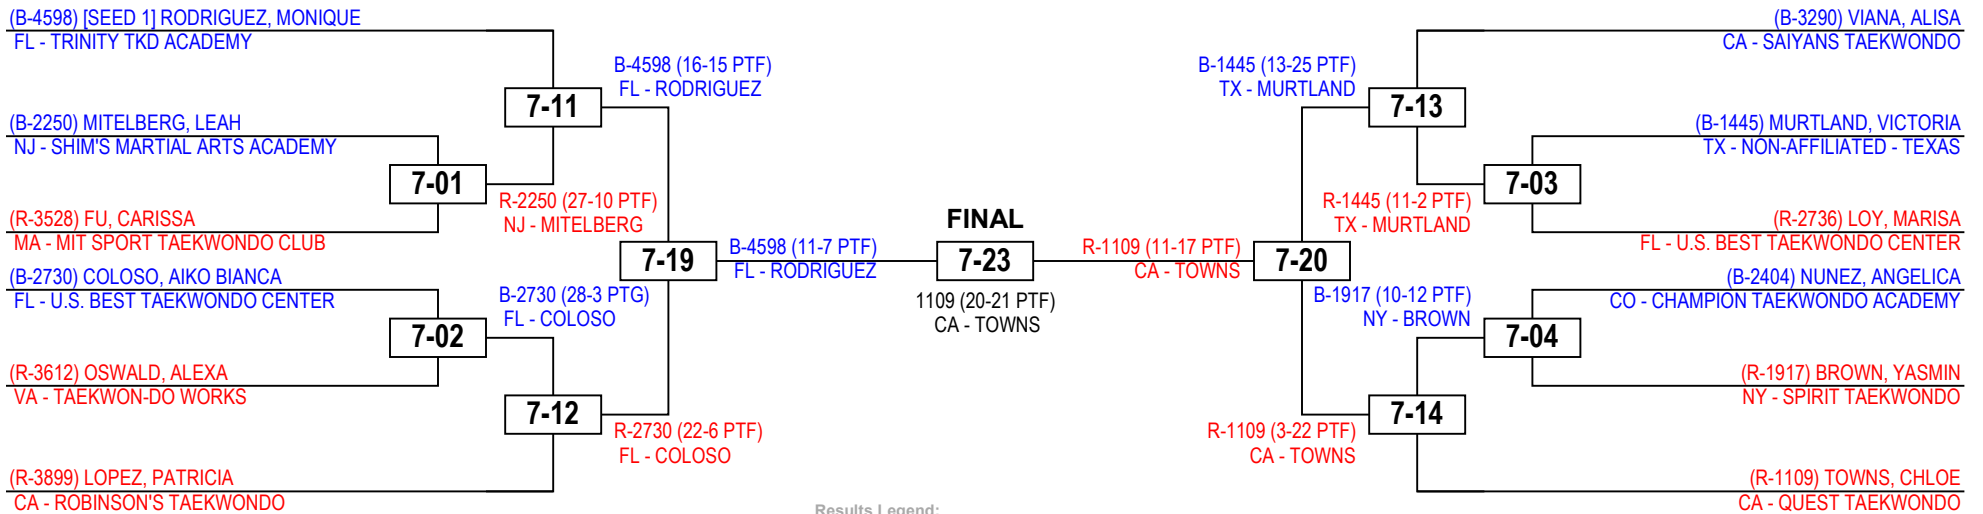 (B-4598) [SEED 1] RODRIGUEZ, MONIQUE
FL - TRINITY TKD ACADEMY
B-4598 (16-15 PTF)
FL - RODRIGUEZ
7-11
(B-2250) MITELBERG, LEAH
NJ - SHIM'S MARTIAL ARTS ACADEMY
7-01
R-2250 (27-10 PTF)
NJ - MITELBERG
(R-3528) FU, CARISSA
MA - MIT SPORT TAEKWONDO CLUB
7-19
B-4598 (11-7 PTF)
FL - RODRIGUEZ
(B-2730) COLOSO, AIKO BIANCA
FL - U.S. BEST TAEKWONDO CENTER
B-2730 (28-3 PTG)
FL - COLOSO
7-02
(R-3612) OSWALD, ALEXA
VA - TAEKWON-DO WORKS
7-12
R-2730 (22-6 PTF)
FL - COLOSO
(R-3899) LOPEZ, PATRICIA
CA - ROBINSON'S TAEKWONDO
FINAL
7-23
1109 (20-21 PTF)
CA - TOWNS
(B-3290) VIANA, ALISA
CA - SAIYANS TAEKWONDO
B-1445 (13-25 PTF)
TX - MURTLAND
7-13
(B-1445) MURTLAND, VICTORIA
TX - NON-AFFILIATED - TEXAS
7-03
R-1445 (11-2 PTF)
TX - MURTLAND
(R-2736) LOY, MARISA
FL - U.S. BEST TAEKWONDO CENTER
R-1109 (11-17 PTF)
CA - TOWNS
7-20
(B-2404) NUNEZ, ANGELICA
CO - CHAMPION TAEKWONDO ACADEMY
B-1917 (10-12 PTF)
NY - BROWN
7-04
(R-1917) BROWN, YASMIN
NY - SPIRIT TAEKWONDO
7-14
R-1109 (3-22 PTF)
CA - TOWNS
(R-1109) TOWNS, CHLOE
CA - QUEST TAEKWONDO
Results Legend: